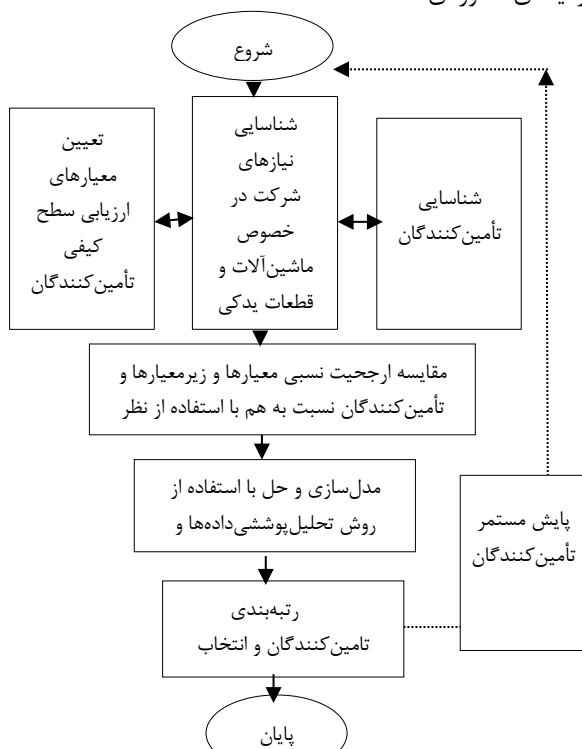 شروع
شناسایی
نیازهای
شرکت در
خصوص
ماشین‌آلات و
قطعات یدکی
شناسایی
تأمین‌کنندگان
تعیین
معیارهای
ارزیابی سطح
کیفی
تأمین‌کنندگان
مقایسه ارجحیت نسبی معیارها و زیرمعیارها و
تأمین‌کنندگان نسبت به هم با استفاده از نظر
مدل‌سازی و حل با استفاده از
روش تحلیل‌پوششی‌داده‌ها و
پایش مستمر
تأمین‌کنندگان
رتبه‌بندی
تامین‌کنندگان و انتخاب
پایان